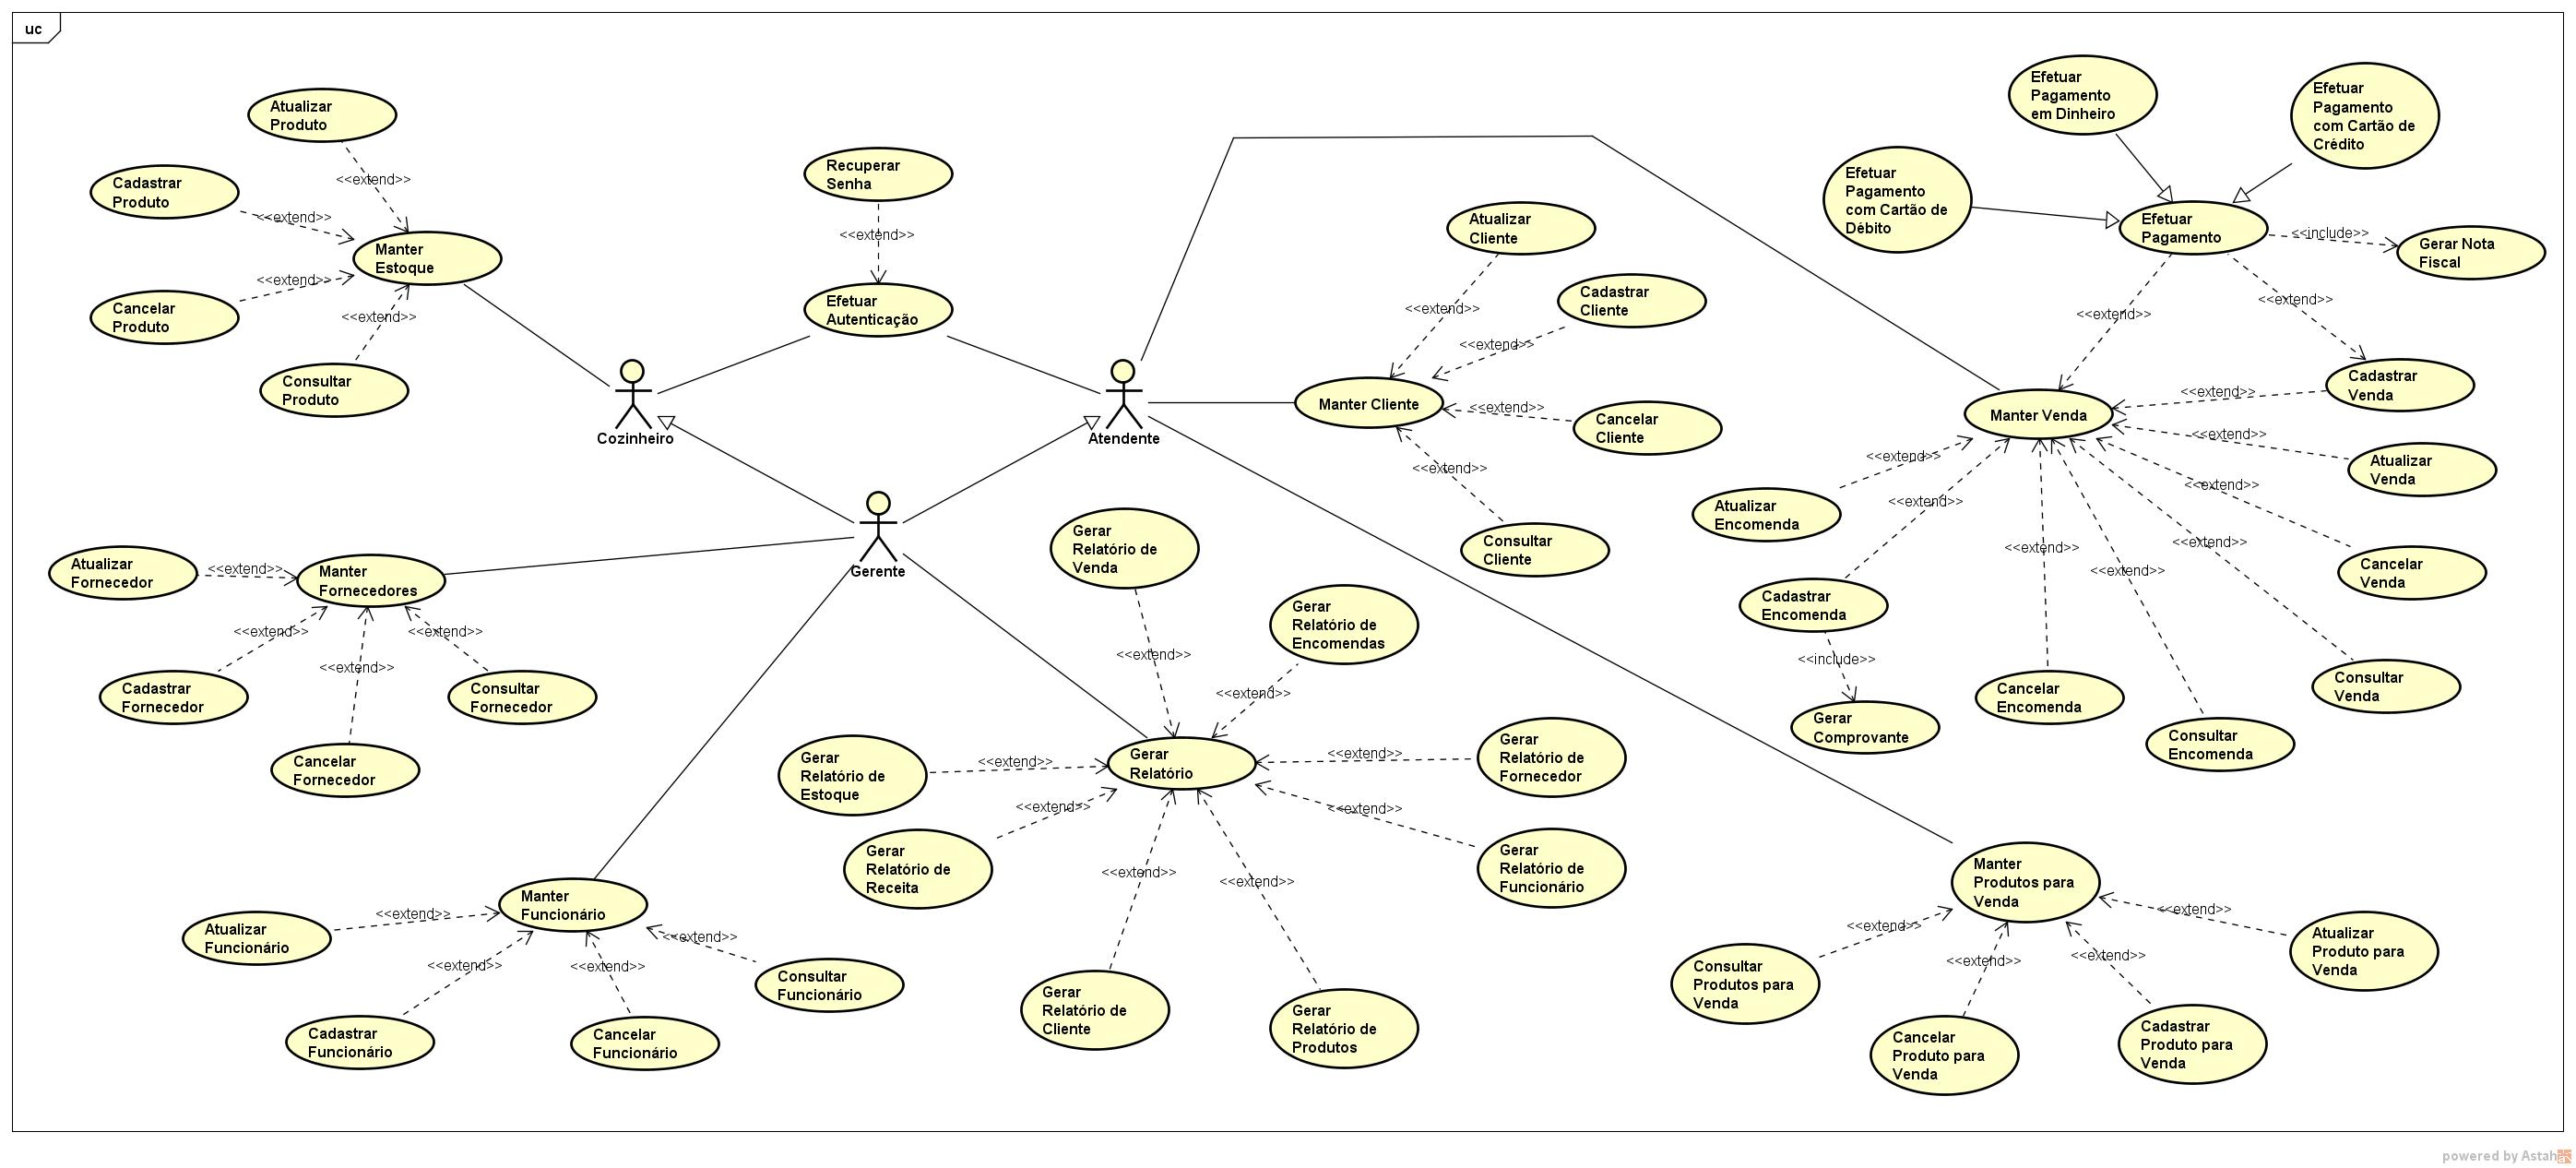 uc
Atualizar
Produto
<<extend>>
Cadastrar
Produto
<<extend>>
Manter
Estoque
<<extend>>
Cancelar
Produto
<<extend>>
Consultar
Produto
Recuperar
Senha
<<extend>>
Efetuar
Autenticação
Cozinheiro
Atendente
Gerente
Atualizar
Cliente
<<extend>>
Cadastrar
Cliente
<<extend>>
Manter Cliente
<<extend>>
Cancelar
Cliente
<<extend>>
Consultar
Cliente
Efetuar
Pagamento
em Dinheiro
Efetuar
Pagamento
com Cartão de
Crédito
Efetuar
Pagamento
com Cartão de
Débito
Efetuar
Pagamento
<<include>>
Gerar Nota
Fiscal
<<extend>>
<<extend>>
Cadastrar
Venda
<<extend>>
Manter Venda
<<extend>>
Atualizar
Venda
<<extend>>
Atualizar
Encomenda
<<extend>>
<<extend>>
Cancelar
Venda
<<extend>>
<<extend>>
<<extend>>
Cadastrar
Encomenda
<<include>>
Gerar
Comprovante
Cancelar
Encomenda
Consultar
Encomenda
Consultar
Venda
Atualizar
Fornecedor
<<extend>>
Manter
Fornecedores
<<extend>>
<<extend>>
<<extend>>
Cadastrar
Fornecedor
Consultar
Fornecedor
Cancelar
Fornecedor
Gerar
Relatório de
Venda
<<extend>>
Gerar
Relatório de
Encomendas
<<extend>>
Gerar
Relatório de
Estoque
<<extend>>
Gerar
Relatório
<<extend>>
Gerar
Relatório de
Fornecedor
<<extend>>
<<extend>>
Gerar
Relatório de
Receita
<<extend>>
<<extend>>
Gerar
Relatório de
Funcionário
Gerar
Relatório de
Cliente
Gerar
Relatório de
Produtos
Manter
Funcionário
<<extend>>
Atualizar
Funcionário
<<extend>>
<<extend>>
<<extend>>
Consultar
Funcionário
Cadastrar
Funcionário
Cancelar
Funcionário
Manter
Produtos para
Venda
<<extend>>
<<extend>>
Atualizar
Produto para
Venda
<<extend>>
<<extend>>
Consultar
Produtos para
Venda
Cancelar
Produto para
Venda
Cadastrar
Produto para
Venda
powered by Astah